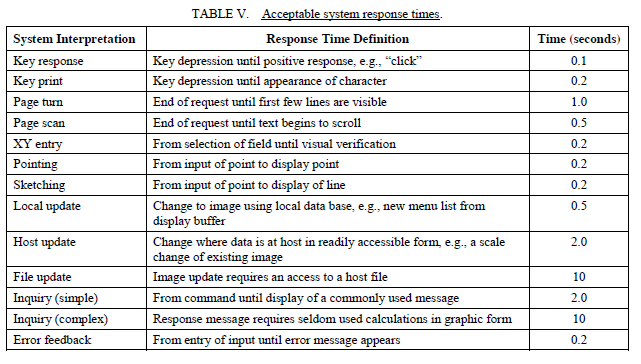 TABLE V. Acceptable system response times.
System Interpretation Response Time Definition Time (seconds)
Key response Key depression until positive response, e.g., “click” 0.1
Key print Key depression until appearance of character 0.2
Page turn End of request until first few lines are visible 1.0
Page scan End of request until text begins to scroll 0.5
XY entry From selection of field until visual verification 0.2
Pointing From input of point to display point 0.2
Sketching From input of point to display of line 0.2
Local update Change to image using local data base, e.g., new menu list from 0.5
display buffer
Host update Change where data is at host in readily accessible form, e.g., a scale 2.0
change of existing image
File update Image update requires an access to a host file 10
Inquiry (simple) From command until display of a commonly used message 2.0
Inquiry (complex) Response message requires seldom used calculations in graphic form 10
Error feedback From entry of input until error message appears 0.2